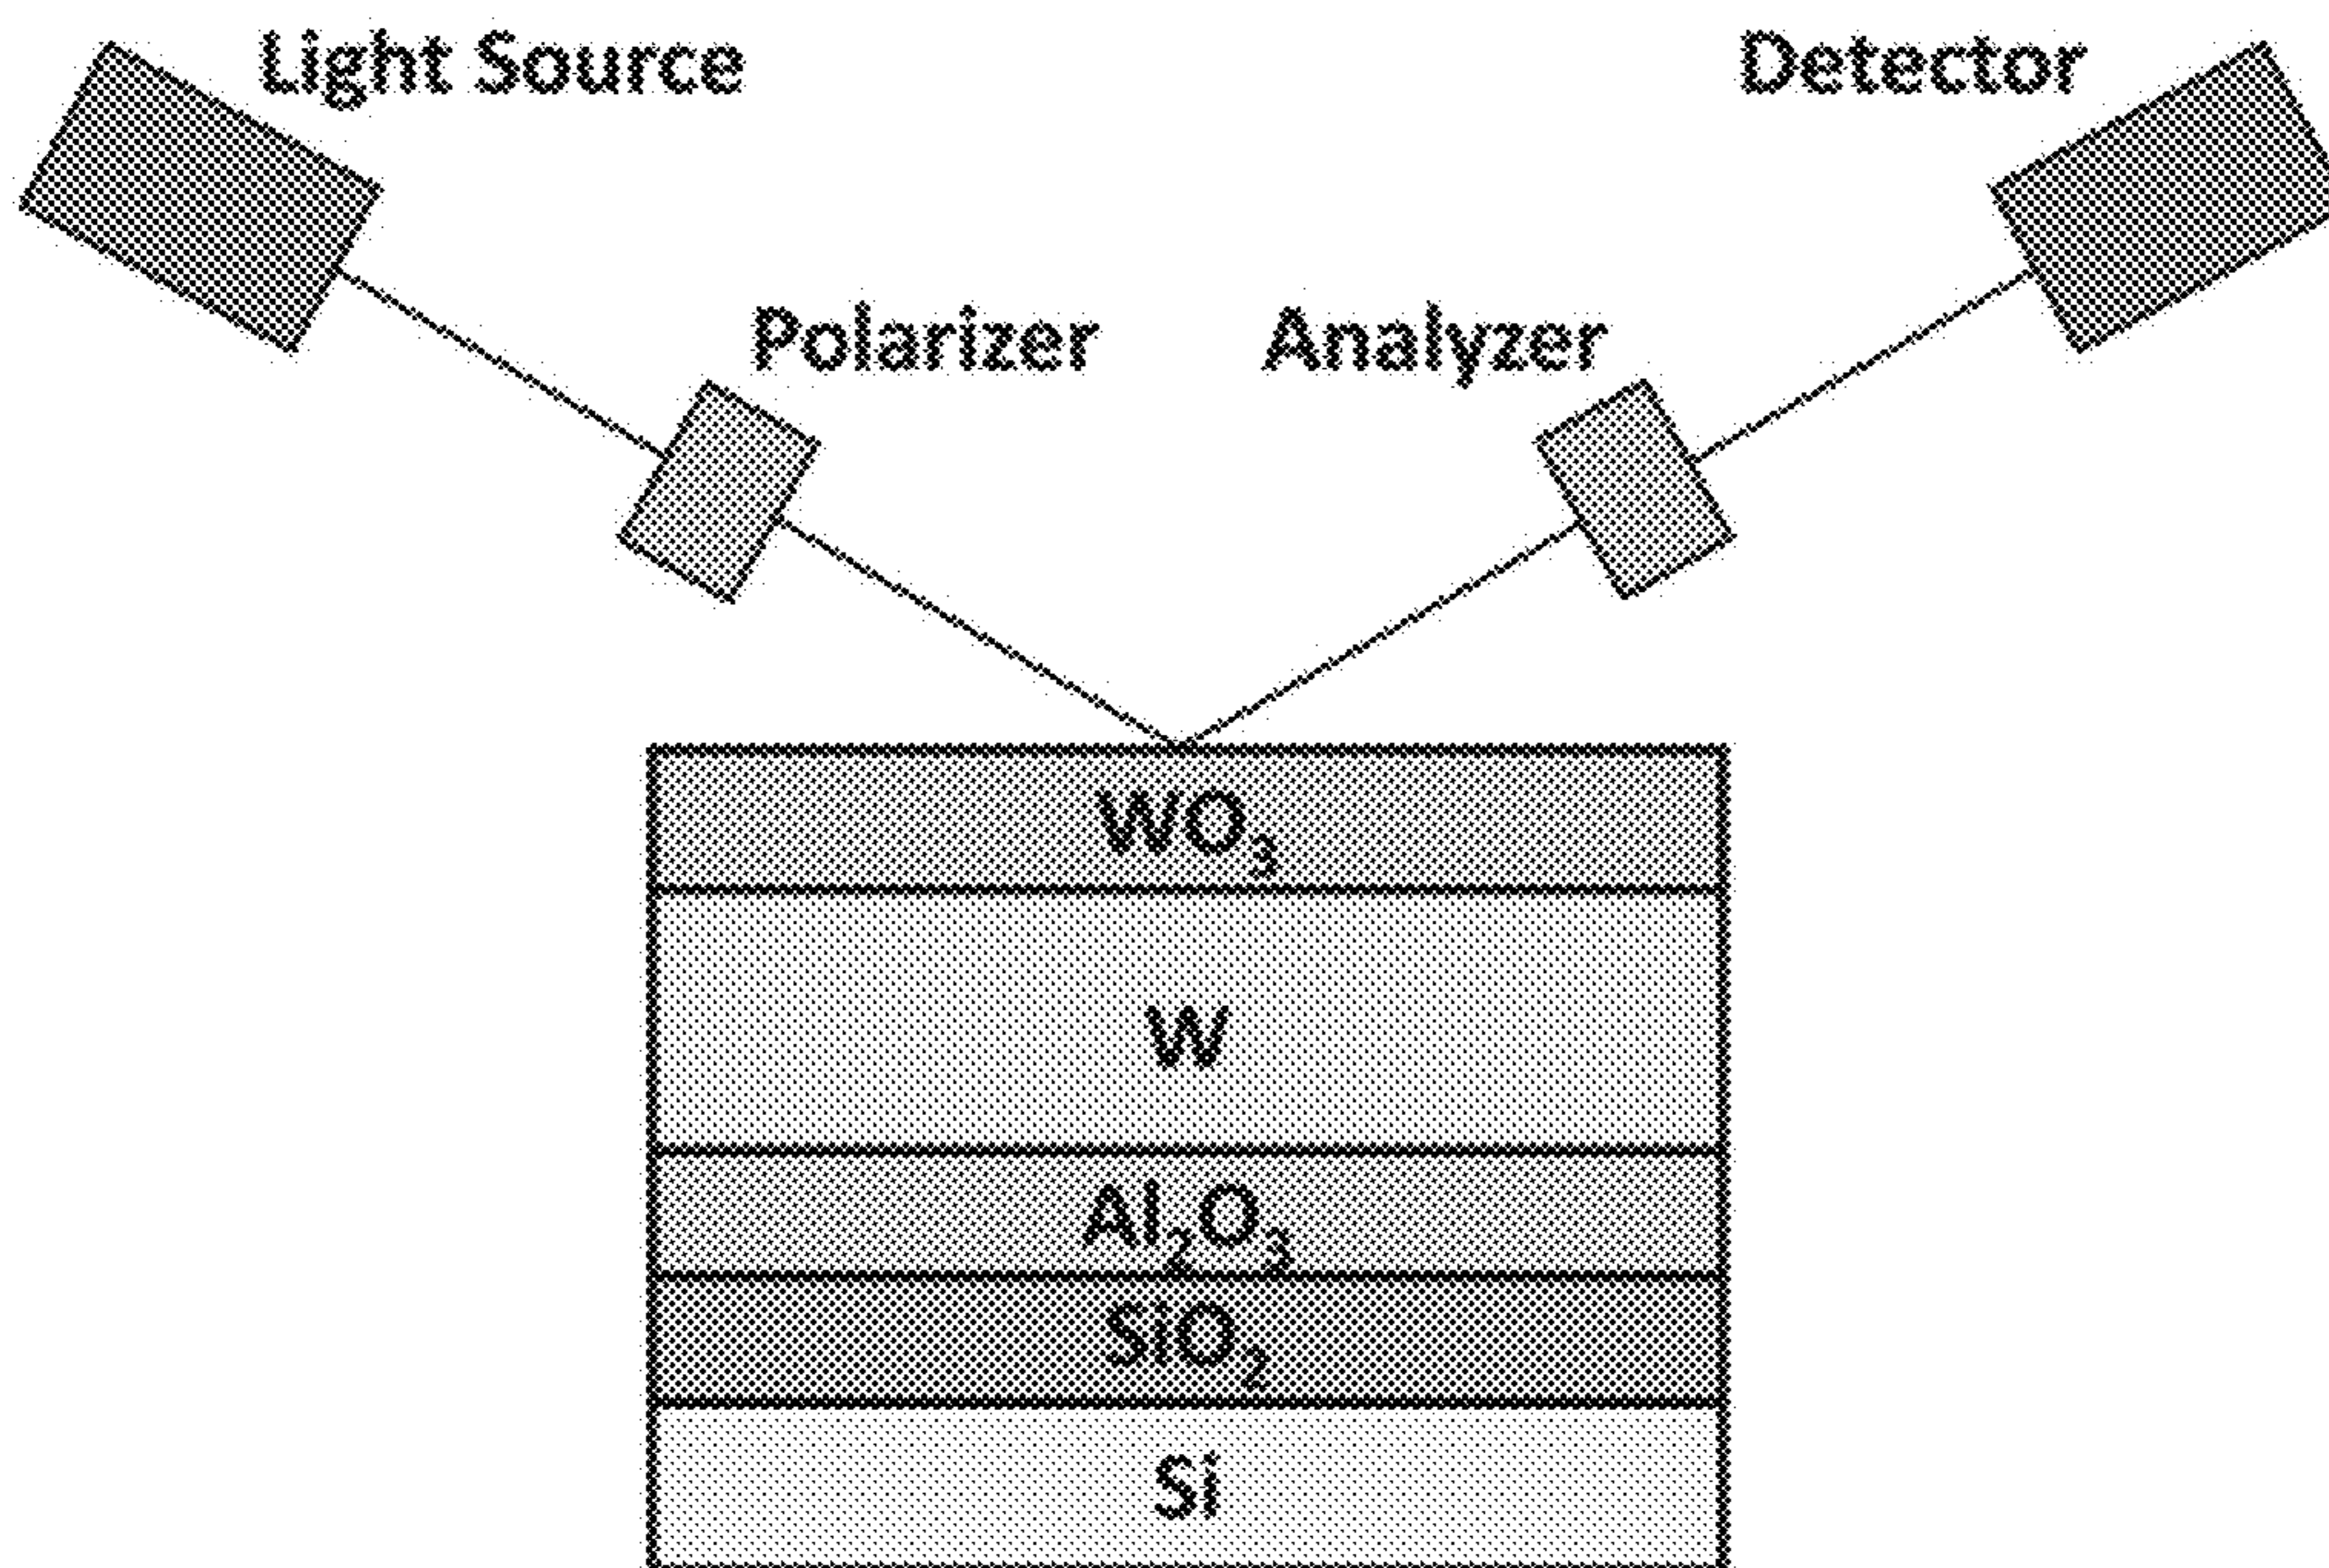 Light Source
Detector
Polarizer
Analyzer
WO₃
W
Al₂O₃
SiO₂
Si